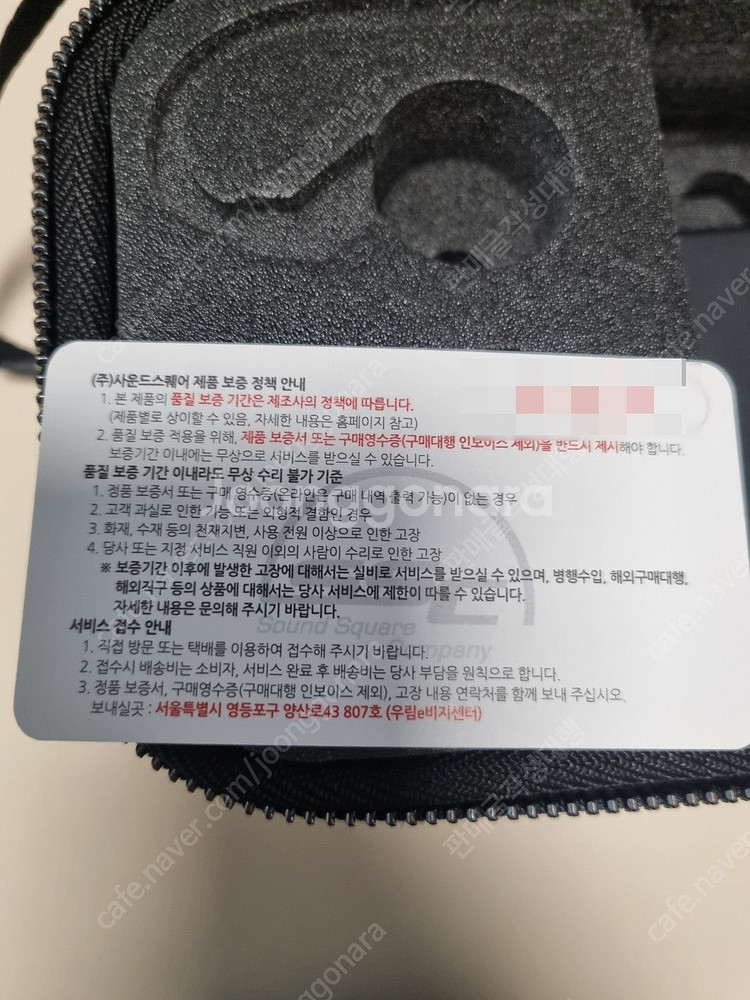 (주)사운드스퀘어 제품 보증 정책 안내
1. 본 제품의 품질 보증 기간은 제조사의 정책에 따릅니다.
(제품별로 상이할 수 있음, 자세한 내용은 홈페이지 참고)
2. 품질 보증 적용을 위해, 제품 보증서 또는 구매영수증(구매대행 인보이스 제외)을 반드시 제시해야 합니다.
보증기간 이내에는 무상으로 서비스를 받으실 수 있습니다.
품질 보증 기간 이내라도 무상 수리 불가 기준
1. 정품 보증서 또는 구매 영수증(온라인은 구매 내역 출력 가능)이 없는 경우
2. 고객 과실로 인한 기능 또는 외형적 결함인 경우
3. 화재, 수재 등의 천재지변, 사용 전원 이상으로 인한 고장
4. 당사 또는 지정 서비스 직원 이외의 사람이 수리로 인한 고장
※ 보증기간 이후에 발생한 고장에 대해서는 실비로 서비스를 받으실 수 있으며, 병행수입, 해외구매대행,
해외직구 등의 상품에 대해서는 당사 서비스에 제한이 따를 수 있습니다.
자세한 내용은 문의해 주시기 바랍니다.
Sound Square
Company
서비스 접수 안내
1. 직접 방문 또는 택배를 이용하여 접수해 주시기 바랍니다.
2. 접수시 배송비는 소비자, 서비스 완료 후 배송비는 당사 부담을 원칙으로 합니다.
3. 정품 보증서, 구매영수증(구매대행 인보이스 제외), 고장 내용 연락처를 함께 보내 주십시오.
보내실곳 : 서울특별시 영등포구 양산로43 807호 (우림e비지센터)
joonggonara
cafe.naver.com/joonggonara
판매글작성대행